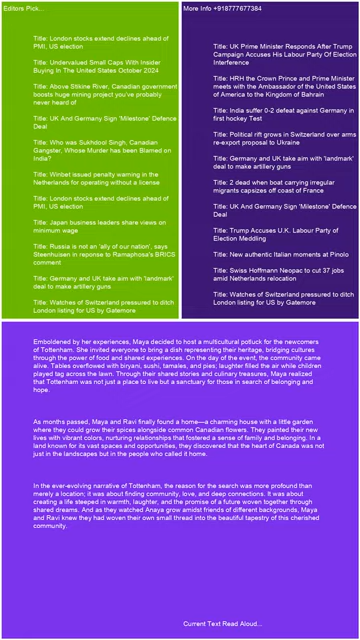 Editors Pick...
Title: London stocks extend declines ahead of
PMI, US election
Title: Undervalued Small Caps With Insider
Buying In The United States October 2024
Title: Above Stikine River, Canadian government
boosts huge mining project you've probably
never heard of
Title: UK And Germany Sign 'Milestone' Defence
Deal
Title: Who was Sukhdool Singh, Canadian
Gangster, Whose Murder has been Blamed on
India?
Title: Winbet issued penalty warning in the
Netherlands for operating without a license
Title: London stocks extend declines ahead of
PMI, US election
Title: Japan business leaders share views on
minimum wage
Title: Russia is not an 'ally of our nation', says
Steenhuisen in reponse to Ramaphosa's BRICS
comment
Title: Germany and UK take aim with 'landmark'
deal to make artillery guns
Title: Watches of Switzerland pressured to ditch
London listing for US by Gatemore
More Info +918777677384
Title: UK Prime Minister Responds After Trump
Campaign Accuses His Labour Party Of Election
Interference
Title: HRH the Crown Prince and Prime Minister
meets with the Ambassador of the United States
of America to the Kingdom of Bahrain
Title: India suffer 0-2 defeat against Germany in
first hockey Test
Title: Political rift grows in Switzerland over arms
re-export proposal to Ukraine
Title: Germany and UK take aim with 'landmark'
deal to make artillery guns
Title: 2 dead when boat carrying irregular
migrants capsizes off coast of France
Title: UK And Germany Sign 'Milestone' Defence
Deal
Title: Trump Accuses U.K. Labour Party of
Election Meddling
Title: New authentic Italian moments at Pinolo
Title: Swiss Hoffmann Neopac to cut 37 jobs
amid Netherlands relocation
Title: Watches of Switzerland pressured to ditch
London listing for US by Gatemore
Emboldened by her experiences, Maya decided to host a multicultural potluck for the newcomers
of Tottenham. She invited everyone to bring a dish representing their heritage, bridging cultures
through the power of food and shared experiences. On the day of the event, the community came
alive. Tables overflowed with biryani, sushi, tamales, and pies; laughter filled the air while children
played tag across the lawn. Through their shared stories and culinary treasures, Maya realized
that Tottenham was not just a place to live but a sanctuary for those in search of belonging and
hope.
As months passed, Maya and Ravi finally found a home—a charming house with a little garden
where they could grow their spices alongside common Canadian flowers. They painted their new
lives with vibrant colors, nurturing relationships that fostered a sense of family and belonging. In a
land known for its vast spaces and opportunities, they discovered that the heart of Canada was not
just in the landscapes but in the people who called it home.
In the ever-evolving narrative of Tottenham, the reason for the search was more profound than
merely a location; it was about finding community, love, and deep connections. It was about
creating a life steeped in warmth, laughter, and the promise of a future woven together through
shared dreams. And as they watched Anaya grow amidst friends of different backgrounds, Maya
and Ravi knew they had woven their own small thread into the beautiful tapestry of this cherished
community.
Current Text Read Aloud...